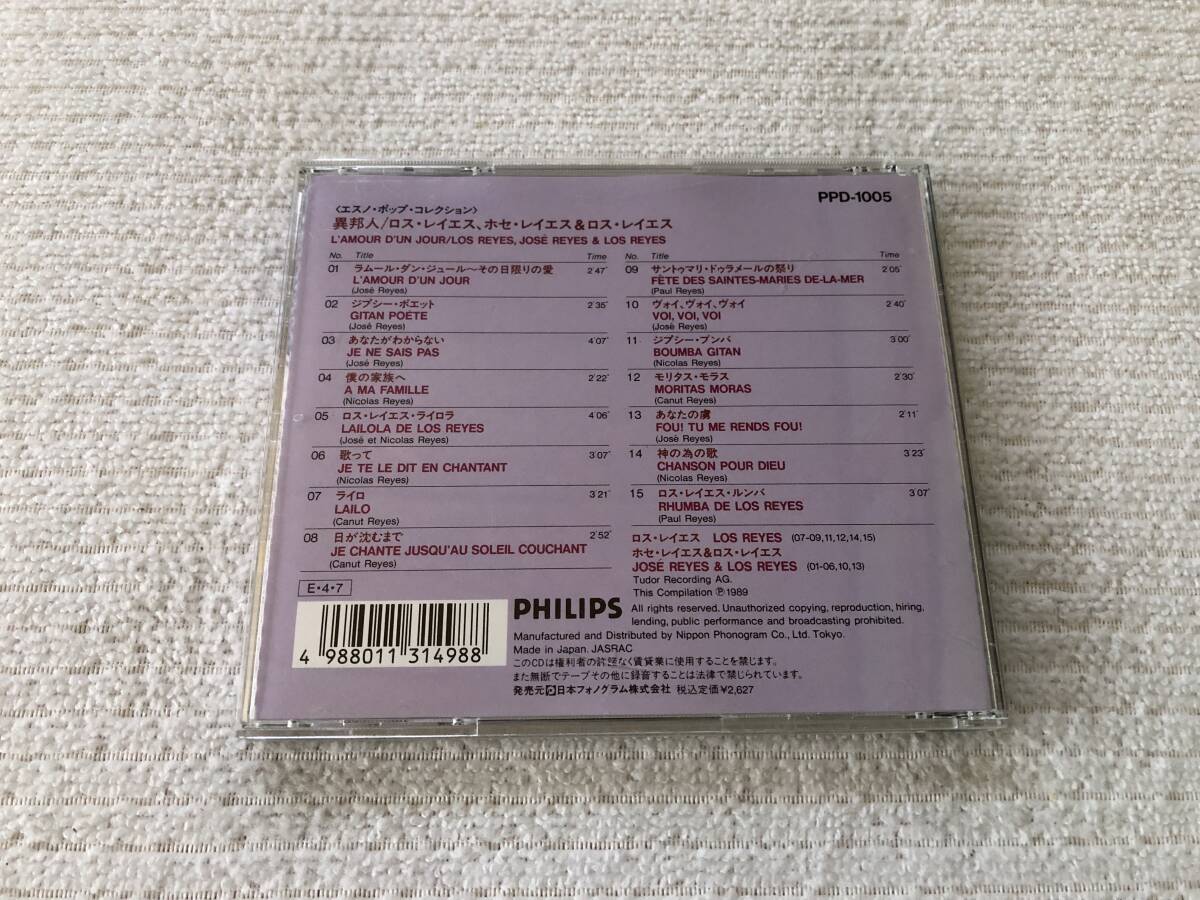 PPD-1005
〈エスノ・ポップ・コレクション〉
異邦人/ロス・レイエス、ホセ・レイエス&ロス・レイエス
L'AMOUR D'UN JOUR/LOS REYES, JOSÉ REYES & LOS REYES
No. Title Time
01 ラムール・ダン・ジュール〜その日限りの愛 2'47"
L'AMOUR D'UN JOUR
(José Reyes)
02 ジプシー・ポエット 2'35"
GITAN POÈTE
(José Reyes)
03 あなたがわからない 4'07"
JE NE SAIS PAS
(José Reyes)
04 僕の家族へ 2'22"
A MA FAMILLE
(Nicolas Reyes)
05 ロス・レイエス・ライロラ 4'06"
LAILOLA DE LOS REYES
(José et Nicolas Reyes)
06 歌って 3'07"
JE TE LE DIT EN CHANTANT
(Nicolas Reyes)
07 ライロ 3'21"
LAILO
(Canut Reyes)
08 日が沈むまで 2'52"
JE CHANTE JUSQU'AU SOLEIL COUCHANT
(Canut Reyes)
No. Title Time
09 サントゥマリ・ドゥラメールの祭り 2'05"
FÊTE DES SAINTES-MARIES DE-LA-MER
(Paul Reyes)
10 ヴォイ、ヴォイ、ヴォイ 2'40"
VOI, VOI, VOI
(José Reyes)
11 ジプシー・ブンバ 3'00"
BOUMBA GITAN
(Nicolas Reyes)
12 モリタス・モラス 2'30"
MORITAS MORAS
(Canut Reyes)
13 あなたの虜 2'11"
FOU! TU ME RENDS FOU!
(José Reyes)
14 神の為の歌 3'23"
CHANSON POUR DIEU
(Nicolas Reyes)
15 ロス・レイエス・ルンバ 3'07"
RHUMBA DE LOS REYES
(Paul Reyes)
ロス・レイエス LOS REYES (07-09,11,12,14,15)
ホセ・レイエス&ロス・レイエス
JOSÉ REYES & LOS REYES (01-06,10,13)
Tudor Recording AG.
This Compilation ℗1989
E・4・7
4 988011 314988
PHILIPS
All rights reserved. Unauthorized copying, reproduction, hiring,
lending, public performance and broadcasting prohibited.
Manufactured and Distributed by Nippon Phonogram Co., Ltd. Tokyo.
Made in Japan. JASRAC
このCDは権利者の許諾なく賃貸業に使用することを禁じます。
また無断でテープその他に録音することは法律で禁じられています。
発売元 日本フォノグラム株式会社 税込定価¥2,627